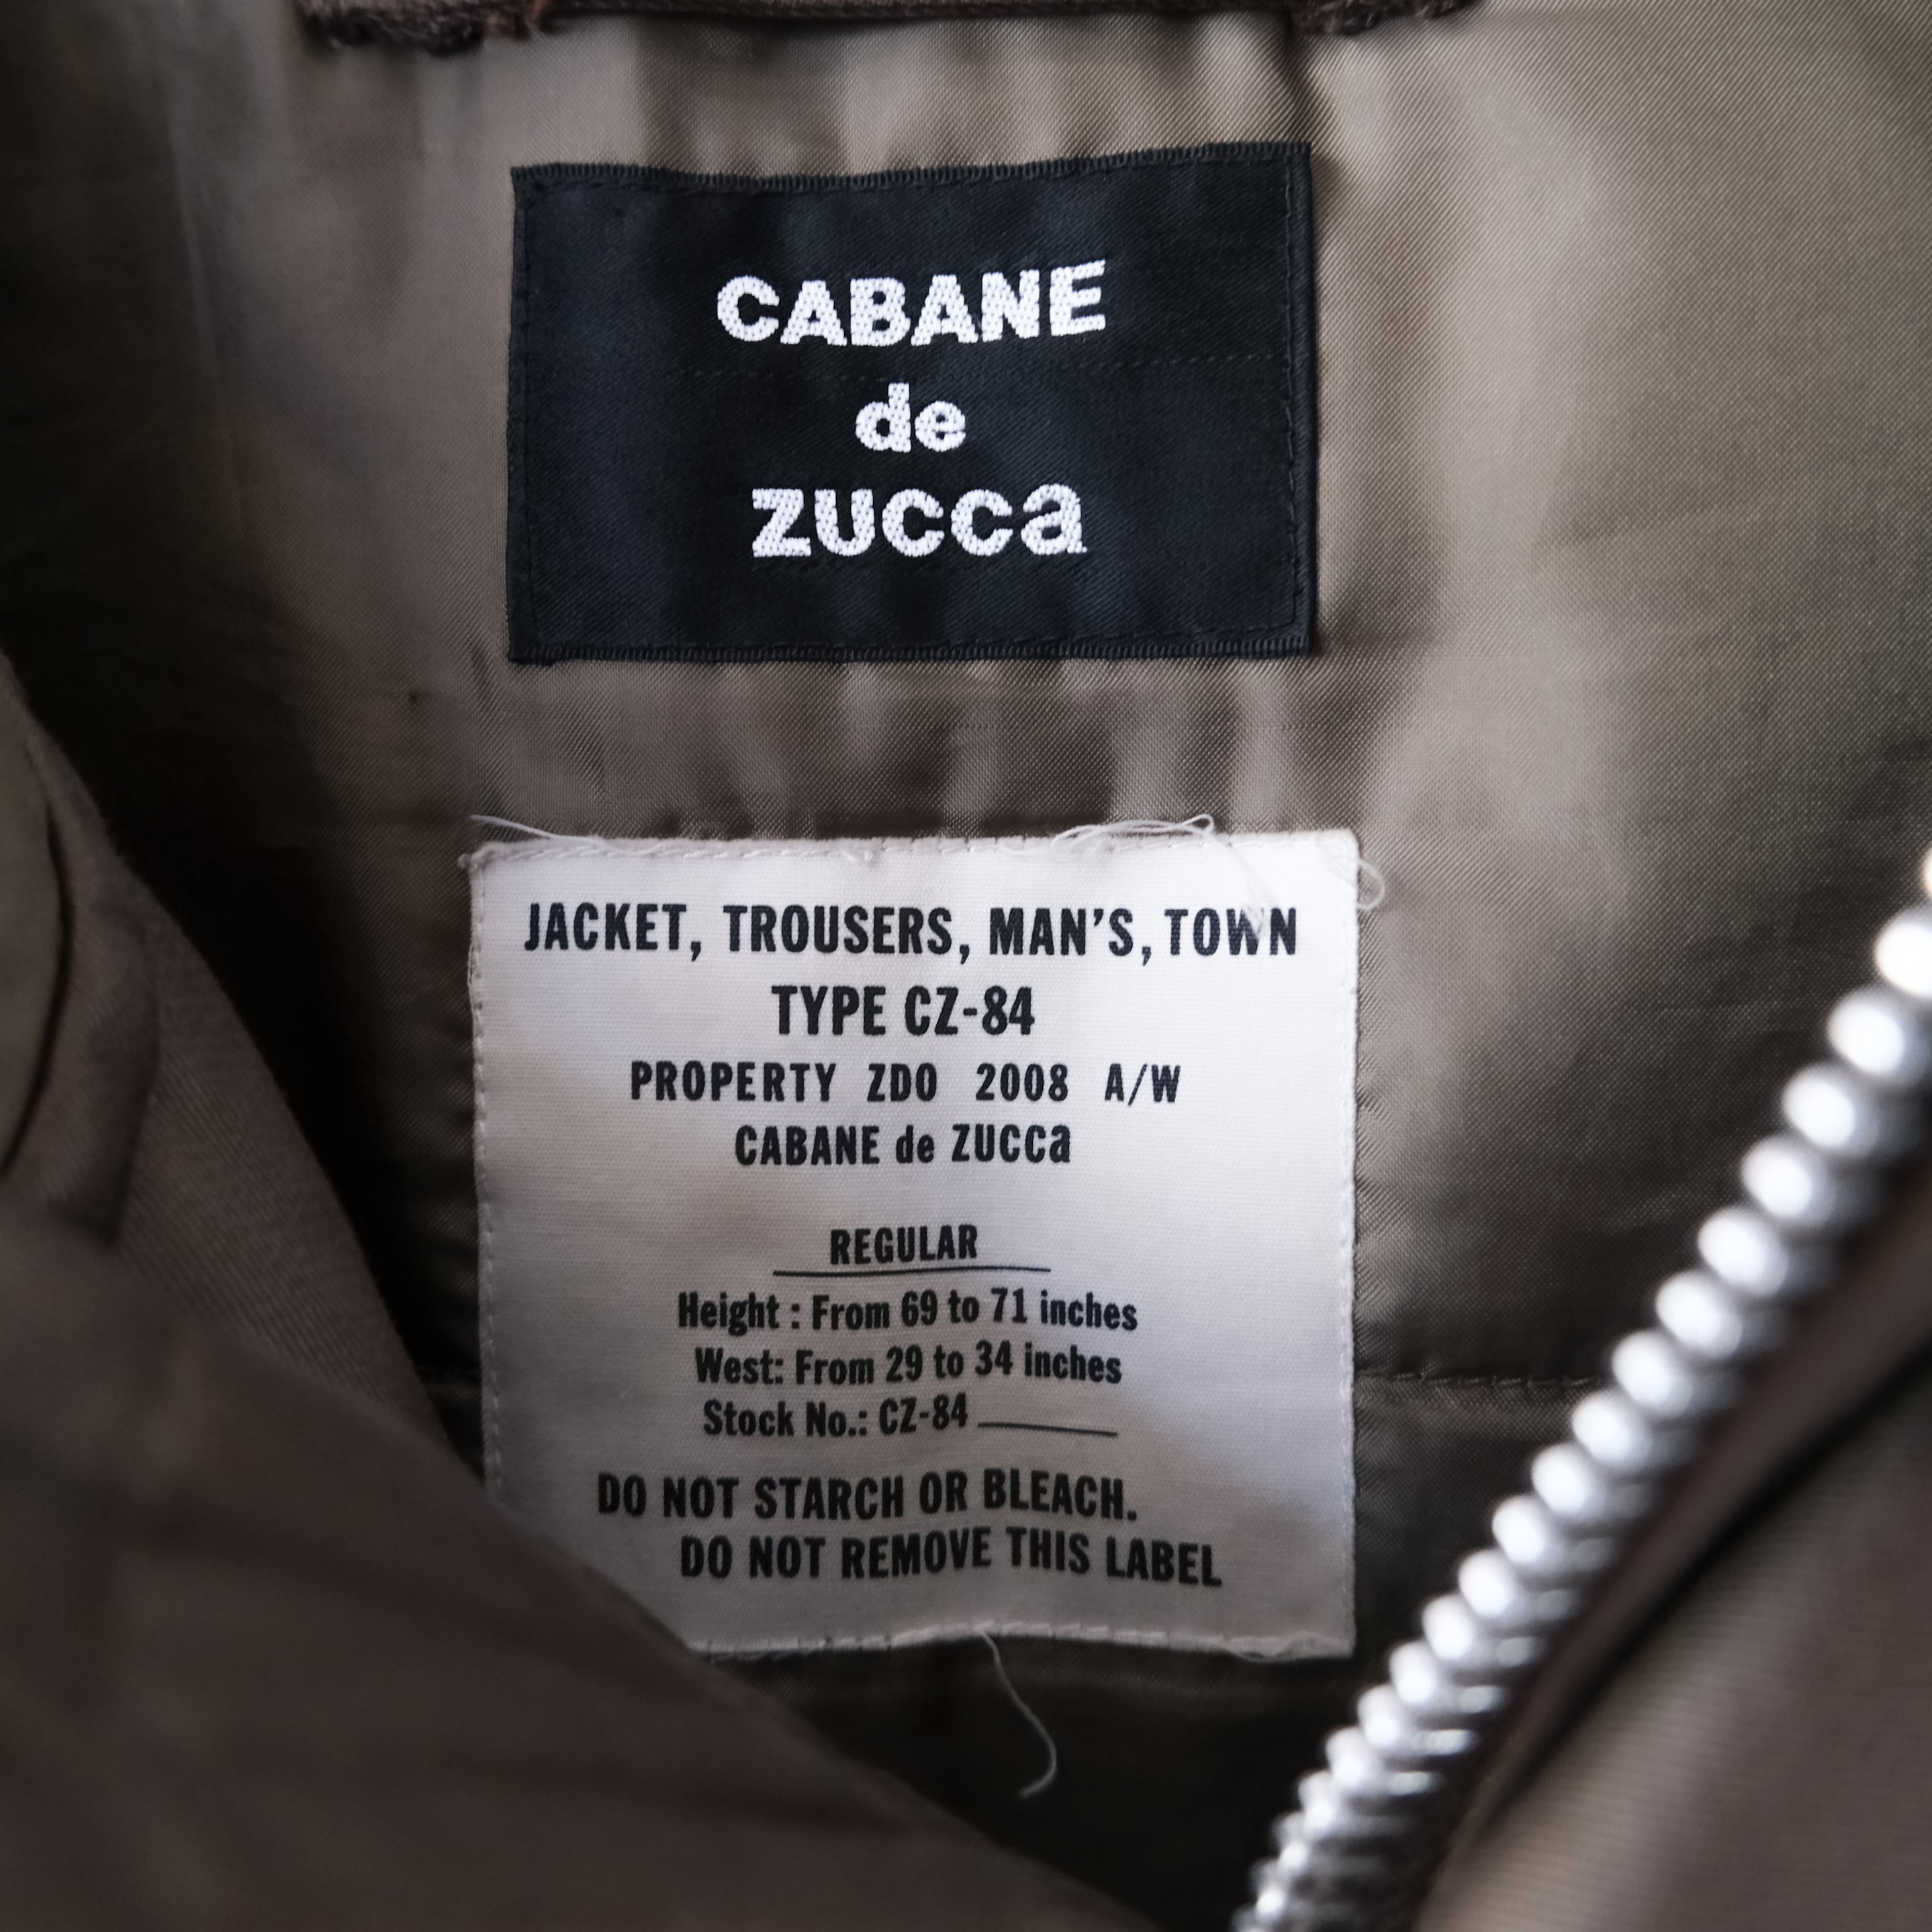 CABANE
de
zucca
JACKET, TROUSERS, MAN'S, TOWN
TYPE CZ-84
PROPERTY ZDO 2008 A/W
CABANE de zucca
REGULAR
Height : From 69 to 71 inches
West: From 29 to 34 inches
Stock No.: CZ-84
DO NOT STARCH OR BLEACH.
DO NOT REMOVE THIS LABEL